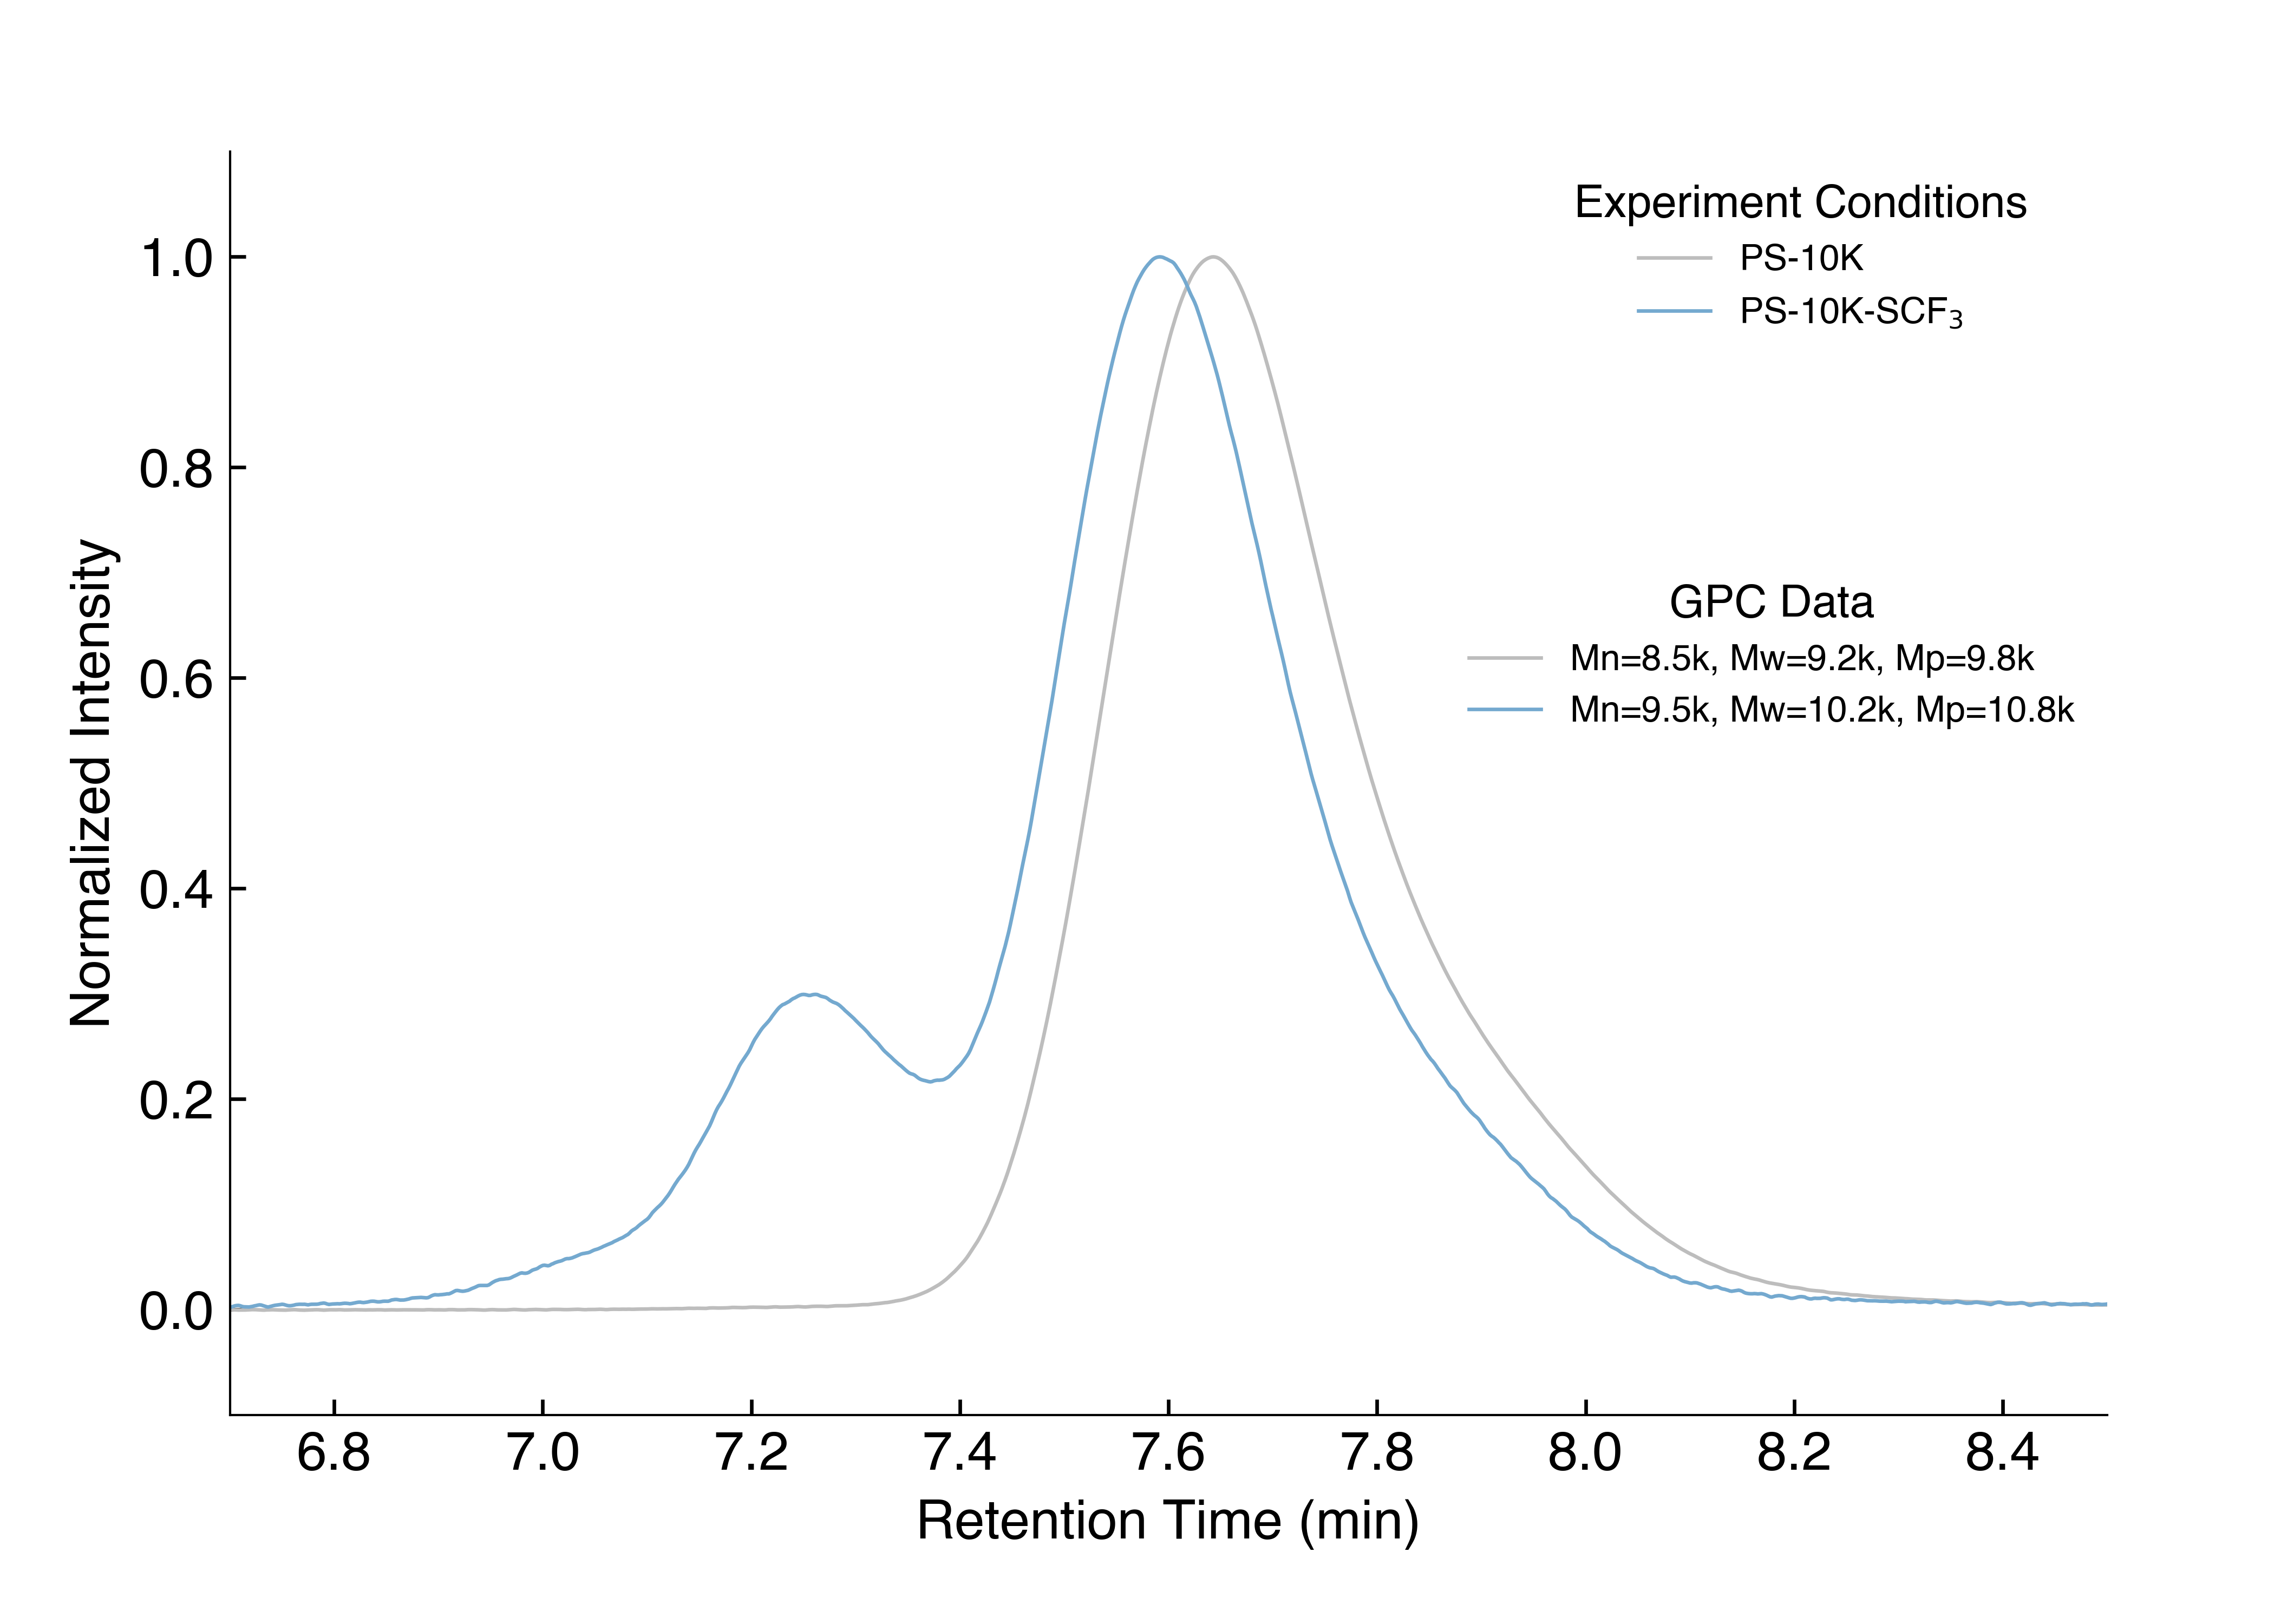 Experiment Conditions
PS-10K
PS-10K-SCF₃
GPC Data
Mn=8.5k, Mw=9.2k, Mp=9.8k
Mn=9.5k, Mw=10.2k, Mp=10.8k
Normalized Intensity
1.0
0.8
0.6
0.4
0.2
0.0
6.8 7.0 7.2 7.4 7.6 7.8 8.0 8.2 8.4
Retention Time (min)